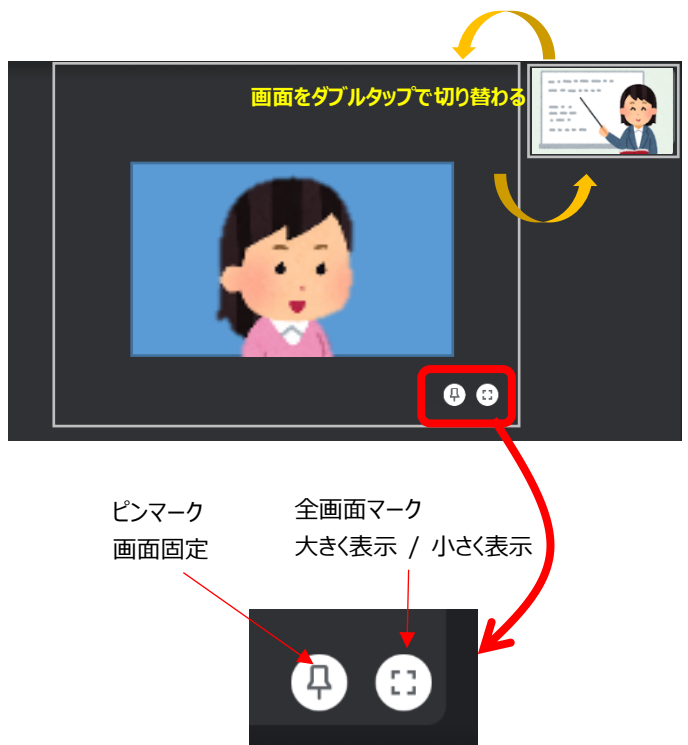 画面をダブルタップで切り替わる
ピンマーク
画面固定
全画面マーク
大きく表示 / 小さく表示